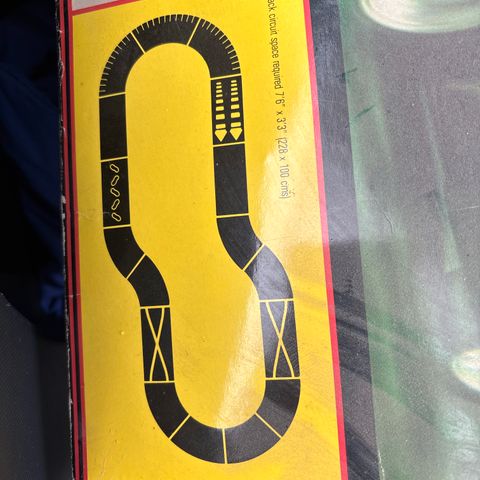 ack circuit space required 7'6" x 3'3" (228 x 100 cms)